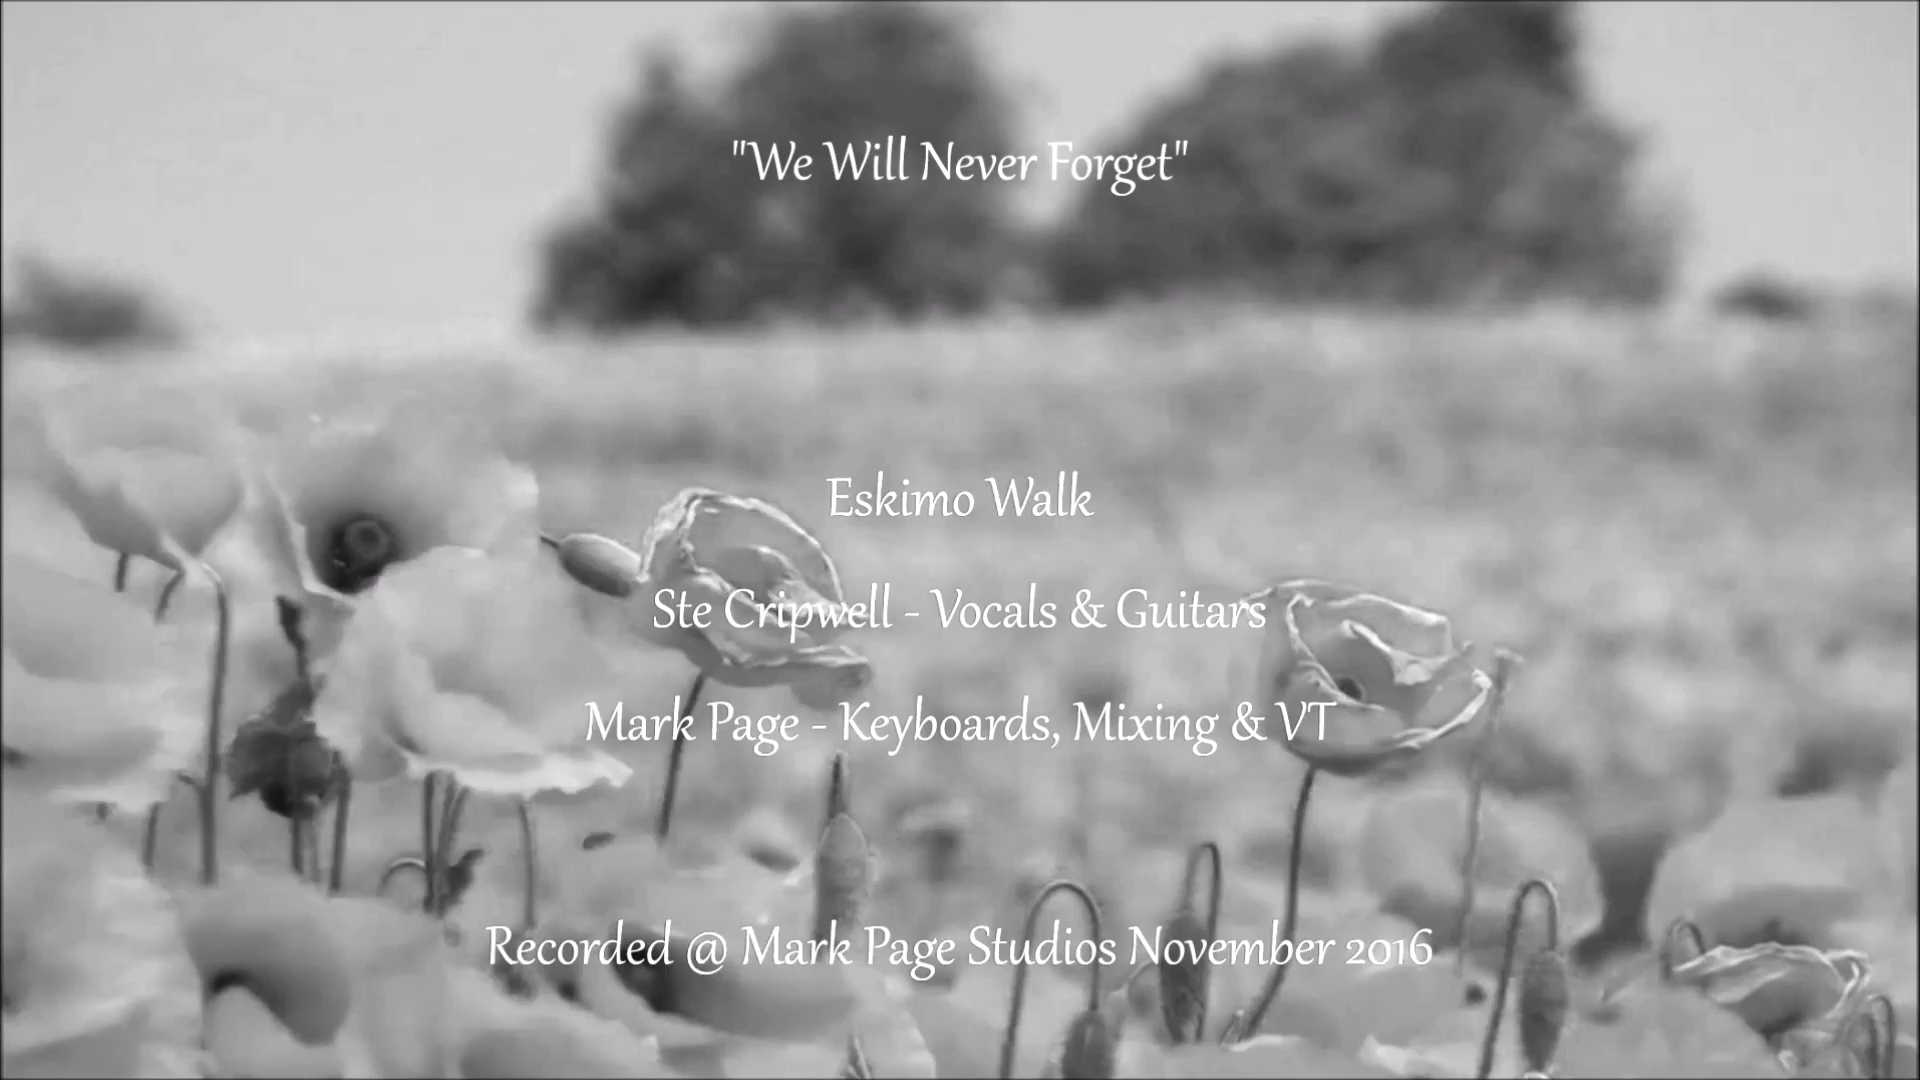 "We Will Never Forget"
Eskimo Walk
Ste Cripwell - Vocals & Guitars
Mark Page - Keyboards, Mixing & VT
Recorded @ Mark Page Studios November 2016